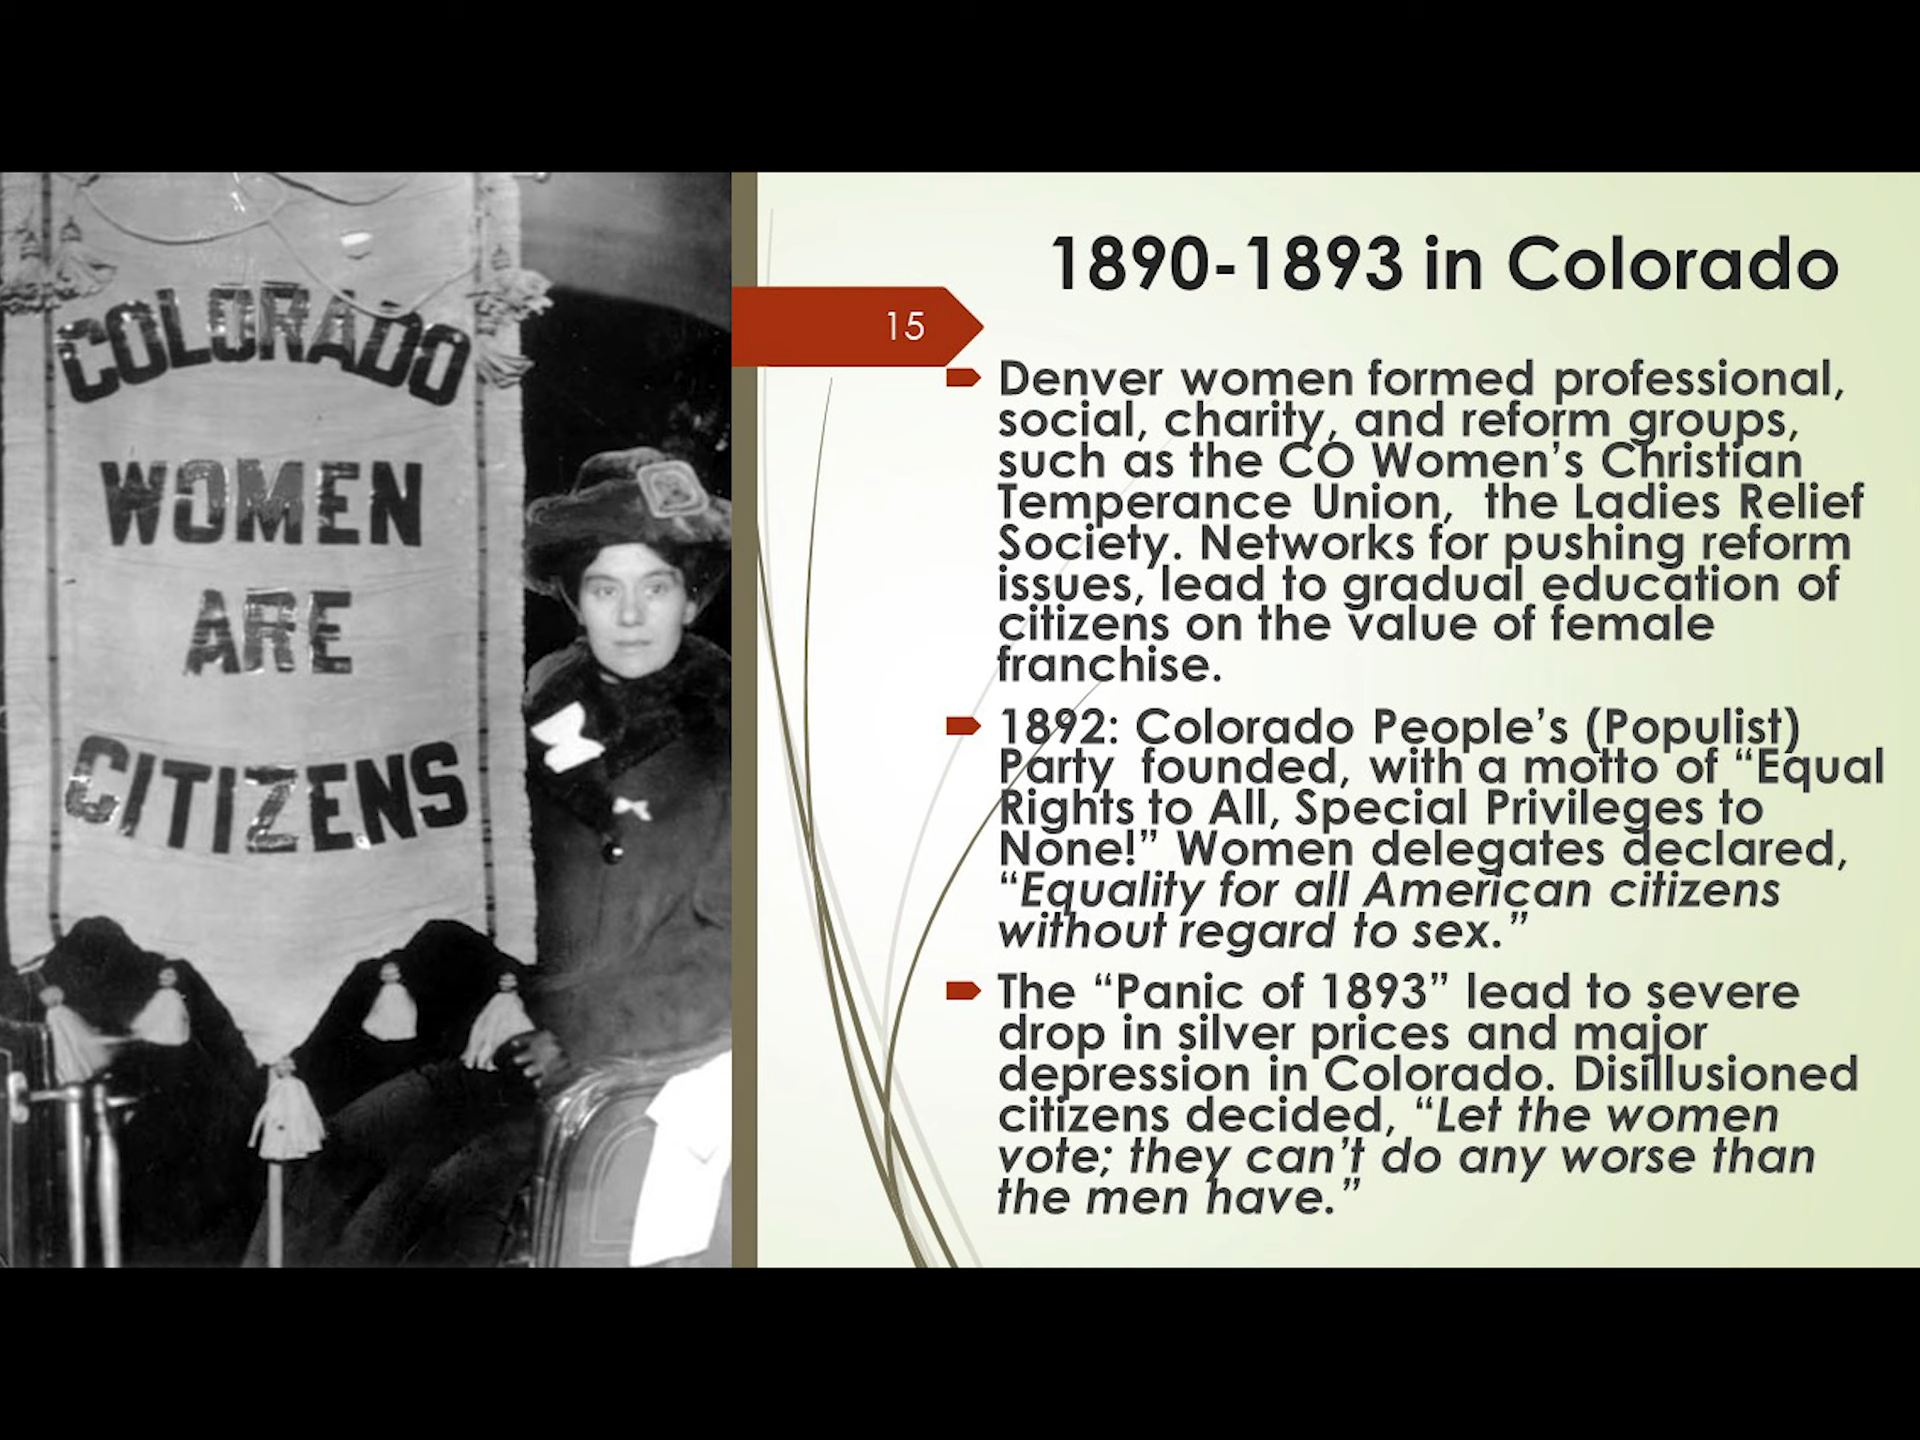 COLORADO
WOMEN
ARE
CITIZENS
1890-1893 in Colorado
15
Denver women formed professional,
social, charity, and reform groups,
such as the CO Women’s Christian
Temperance Union,  the Ladies Relief
Society. Networks for pushing reform
issues, lead to gradual education of
citizens on the value of female
franchise.
1892: Colorado People’s (Populist)
Party  founded, with a motto of “Equal
Rights to All, Special Privileges to
None!” Women delegates declared,
“Equality for all American citizens
without regard to sex.”
The “Panic of 1893” lead to severe
drop in silver prices and major
depression in Colorado. Disillusioned
citizens decided, “Let the women
vote; they can’t do any worse than
the men have.”